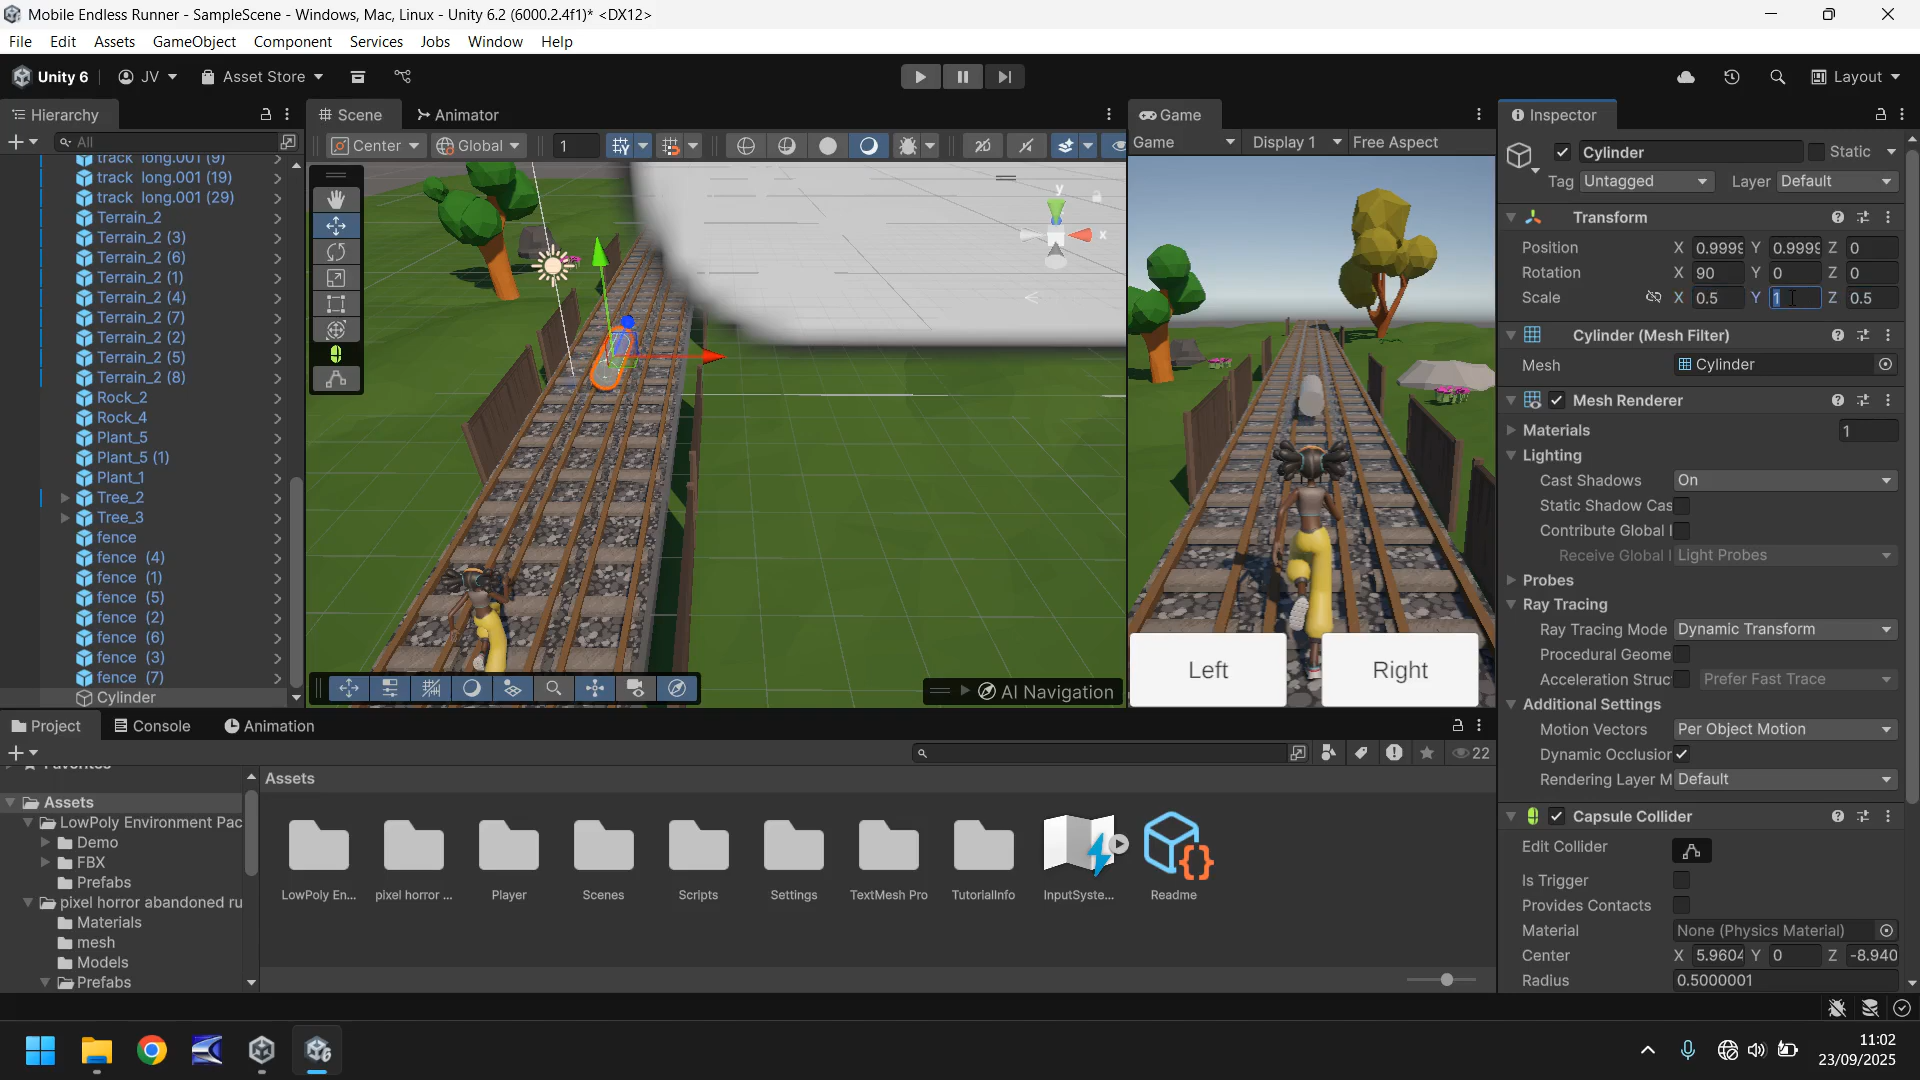 Mobile Endless Runner - SampleScene - Windows, Mac, Linux - Unity 6.2 (6000.2.4f1)* <DX12>
File Edit Assets GameObject Component Services Jobs Window Help
Unity 6 JV Asset Store Layout
Hierarchy
All
track long.001 (9)
track long.001 (19)
track long.001 (29)
Terrain_2
Terrain_2 (3)
Terrain_2 (6)
Terrain_2 (1)
Terrain_2 (4)
Terrain_2 (7)
Terrain_2 (2)
Terrain_2 (5)
Terrain_2 (8)
Rock_2
Rock_4
Plant_5
Plant_5 (1)
Plant_1
Tree_2
Tree_3
fence
fence (4)
fence (1)
fence (5)
fence (2)
fence (6)
fence (3)
fence (7)
Cylinder
Scene Animator
Center Global 1 2D
y
x
AI Navigation
Game
Game Display 1 Free Aspect
Left Right
Inspector
Cylinder Static
Tag Untagged Layer Default
Transform
Position X 0.9999 Y 0.9999 Z 0
Rotation X 90 Y 0 Z 0
Scale X 0.5 Y 1 Z 0.5
Cylinder (Mesh Filter)
Mesh Cylinder
Mesh Renderer
Materials 1
Lighting
Cast Shadows On
Static Shadow Cas
Contribute Global I
Receive Global I Light Probes
Probes
Ray Tracing
Ray Tracing Mode Dynamic Transform
Procedural Geome
Acceleration Struc Prefer Fast Trace
Additional Settings
Motion Vectors Per Object Motion
Dynamic Occlusion
Rendering Layer M Default
Capsule Collider
Edit Collider
Is Trigger
Provides Contacts
Material None (Physics Material)
Center X 5.9604 Y 0 Z -8.940
Radius 0.5000001
Project Console Animation
22
Favorites
Assets
LowPoly Environment Pac
Demo
FBX
Prefabs
pixel horror abandoned ru
Materials
mesh
Models
Prefabs
Assets
LowPoly En... pixel horror ... Player Scenes Scripts Settings TextMesh Pro TutorialInfo InputSyste... Readme
11:02
23/09/2025